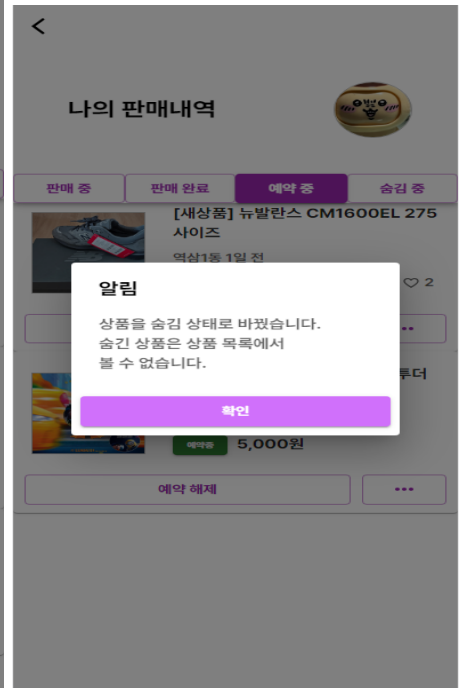 나의 판매내역
판매 중
판매 완료
예약 중
숨김 중
[새상품] 뉴발란스 CM1600EL 275
사이즈
역삼1동 1일 전
2
알림
상품을 숨김 상태로 바꿨습니다.
숨긴 상품은 상품 목록에서
볼 수 없습니다.
확인
투더
예약중 5,000원
예약 해제